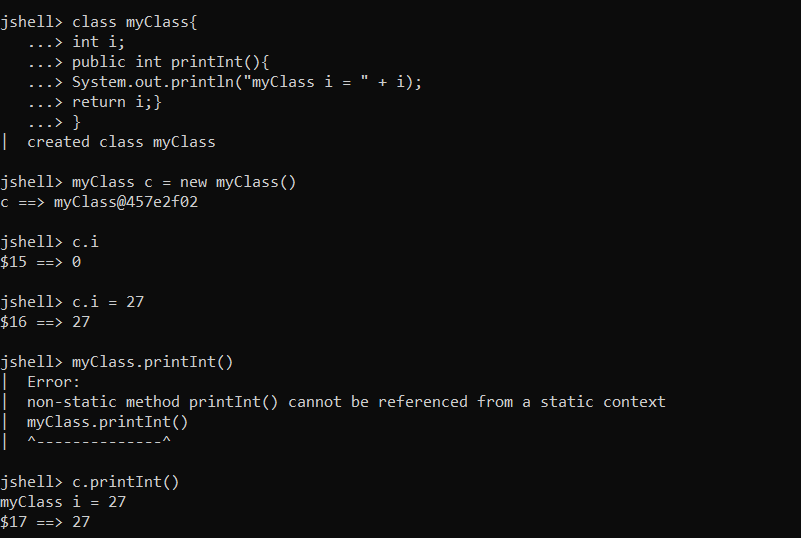 jshell> class myClass{
   ...> int i;
   ...> public int printInt(){
   ...> System.out.println("myClass i = " + i);
   ...> return i;}
   ...> }
|  created class myClass

jshell> myClass c = new myClass()
c ==> myClass@457e2f02

jshell> c.i
$15 ==> 0

jshell> c.i = 27
$16 ==> 27

jshell> myClass.printInt()
|  Error:
|  non-static method printInt() cannot be referenced from a static context
|  myClass.printInt()
|  ^--------------^

jshell> c.printInt()
myClass i = 27
$17 ==> 27